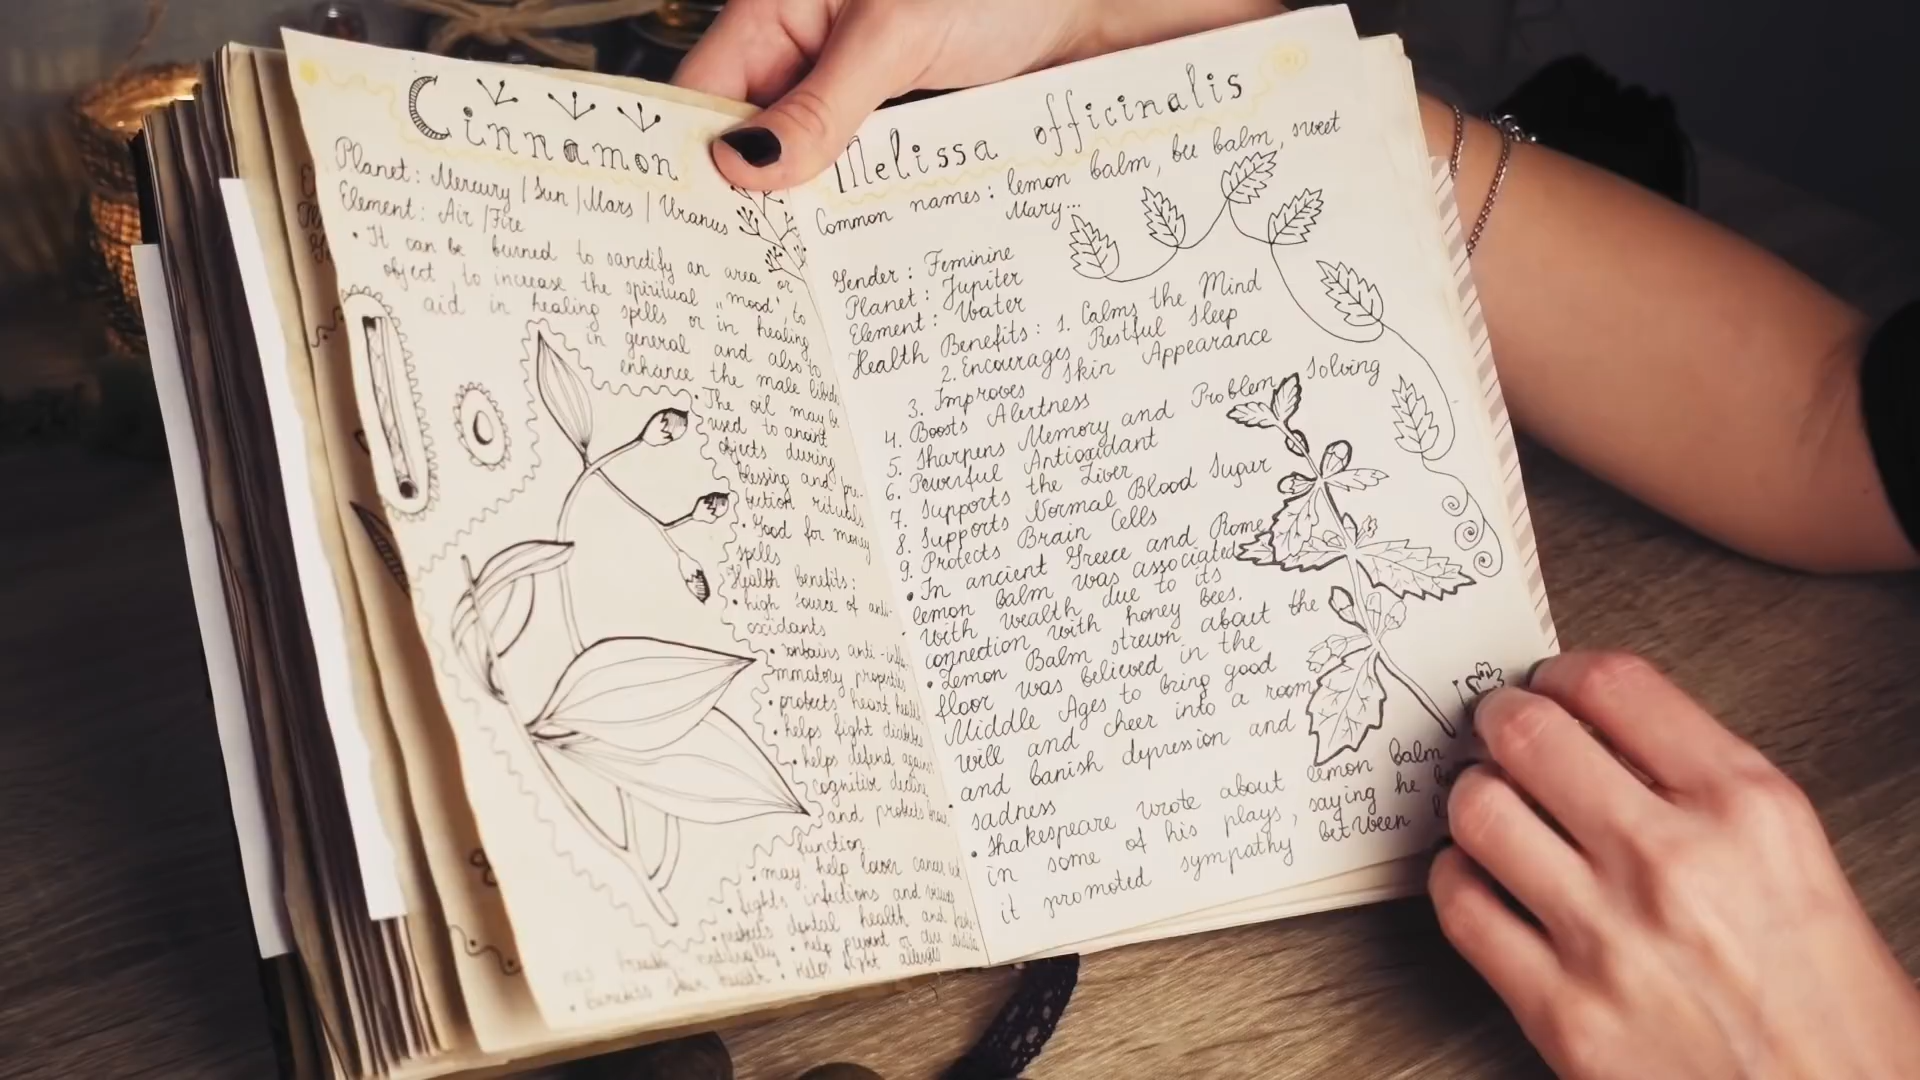 Cinnamon
Planet: Mercury | Sun | Mars | Uranus
Element: Air / Fire
• It can be burned to sanctify an area or
object, to increase the spiritual „mood", to
aid in healing spells or in healing
in general and also to
enhance the male libido
• The oil may be
used to anoint
objects during
blessing and pro-
tection rituals
• Good for money
spells
Health benefits:
• high source of anti-
oxidants
• contains anti-infla-
mmatory properties
• protects heart health
• helps fight diabetes
• helps defend against
cognitive decline
and protects brain
function
• may help lower cancer
• fights infections and
• protects dental health and
naturally • help prevent or
• benefits skin health • Helps fight
Melissa officinalis
Common names: lemon balm, bee balm, sweet
Mary...
Gender: Feminine
Planet: Jupiter
Element: Water
Health Benefits: 1. Calms the Mind
2. Encourages Restful Sleep
3. Improves Skin Appearance
4. Boosts Alertness
5. Sharpens Memory and Problem Solving
6. Powerful Antioxidant
7. Supports the Liver
8. Supports Normal Blood Sugar
9. Protects Brain Cells
• In ancient Greece and Rome
lemon balm was associated
with wealth due to its
connection with honey bees.
• Lemon Balm strewn about the
floor was believed in the
Middle Ages to bring good
will and cheer into a room
and banish depression and
sadness
• Shakespeare wrote about lemon balm
in some of his plays, saying he
it promoted sympathy between